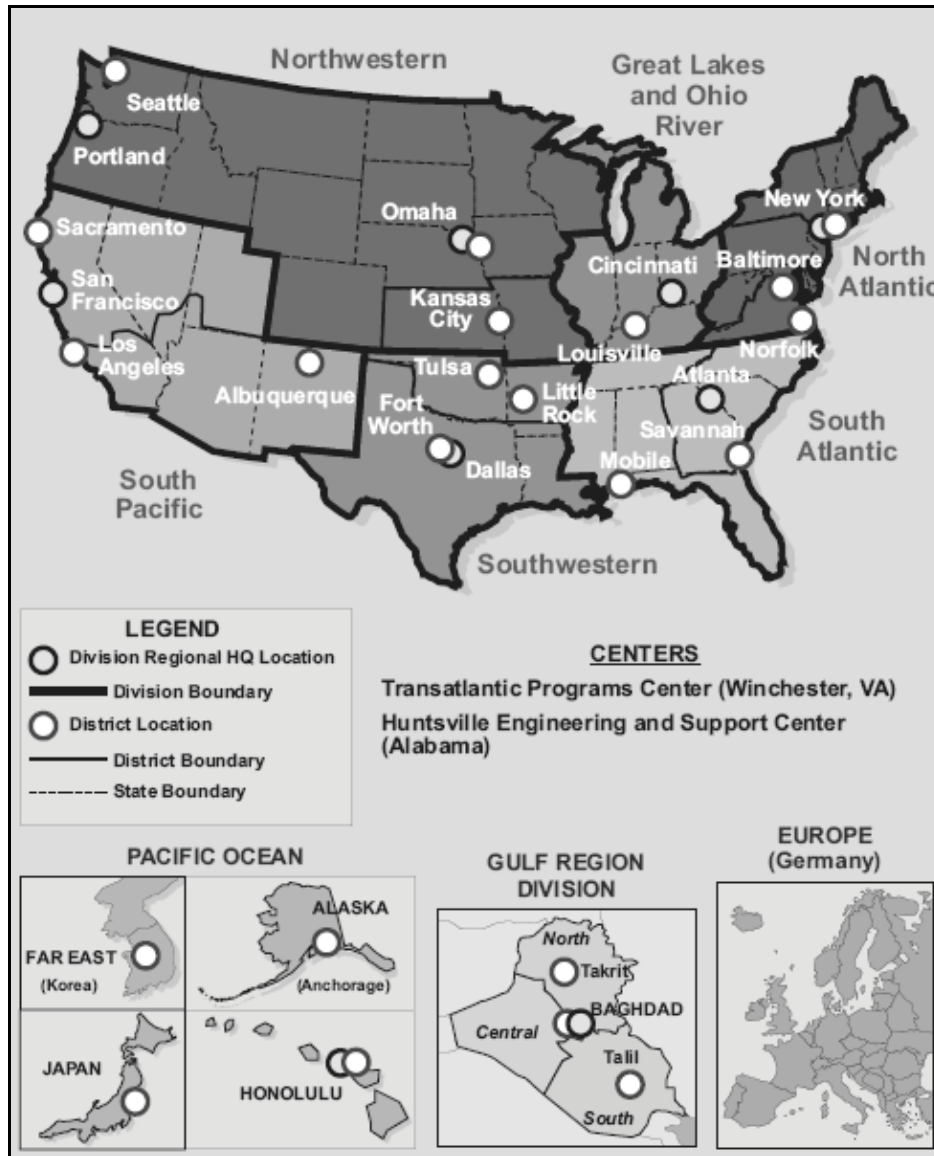 Northwestern
Great Lakes
and Ohio
River
Seattle
Portland
Omaha
New York
Sacramento
Cincinnati
Baltimore
North
Atlantic
San
Francisco
Kansas
City
Los
Angeles
Louisville
Norfolk
Albuquerque
Tulsa
Little
Rock
Atlanta
Fort
Worth
Savannah
South
Atlantic
Dallas
Mobile
South
Pacific
Southwestern
LEGEND
Division Regional HQ Location
Division Boundary
District Location
District Boundary
State Boundary
CENTERS
Transatlantic Programs Center (Winchester, VA)
Huntsville Engineering and Support Center
(Alabama)
PACIFIC OCEAN
FAR EAST
(Korea)
ALASKA
(Anchorage)
JAPAN
HONOLULU
GULF REGION
DIVISION
North
Takrit
BAGHDAD
Central
Talil
South
EUROPE
(Germany)